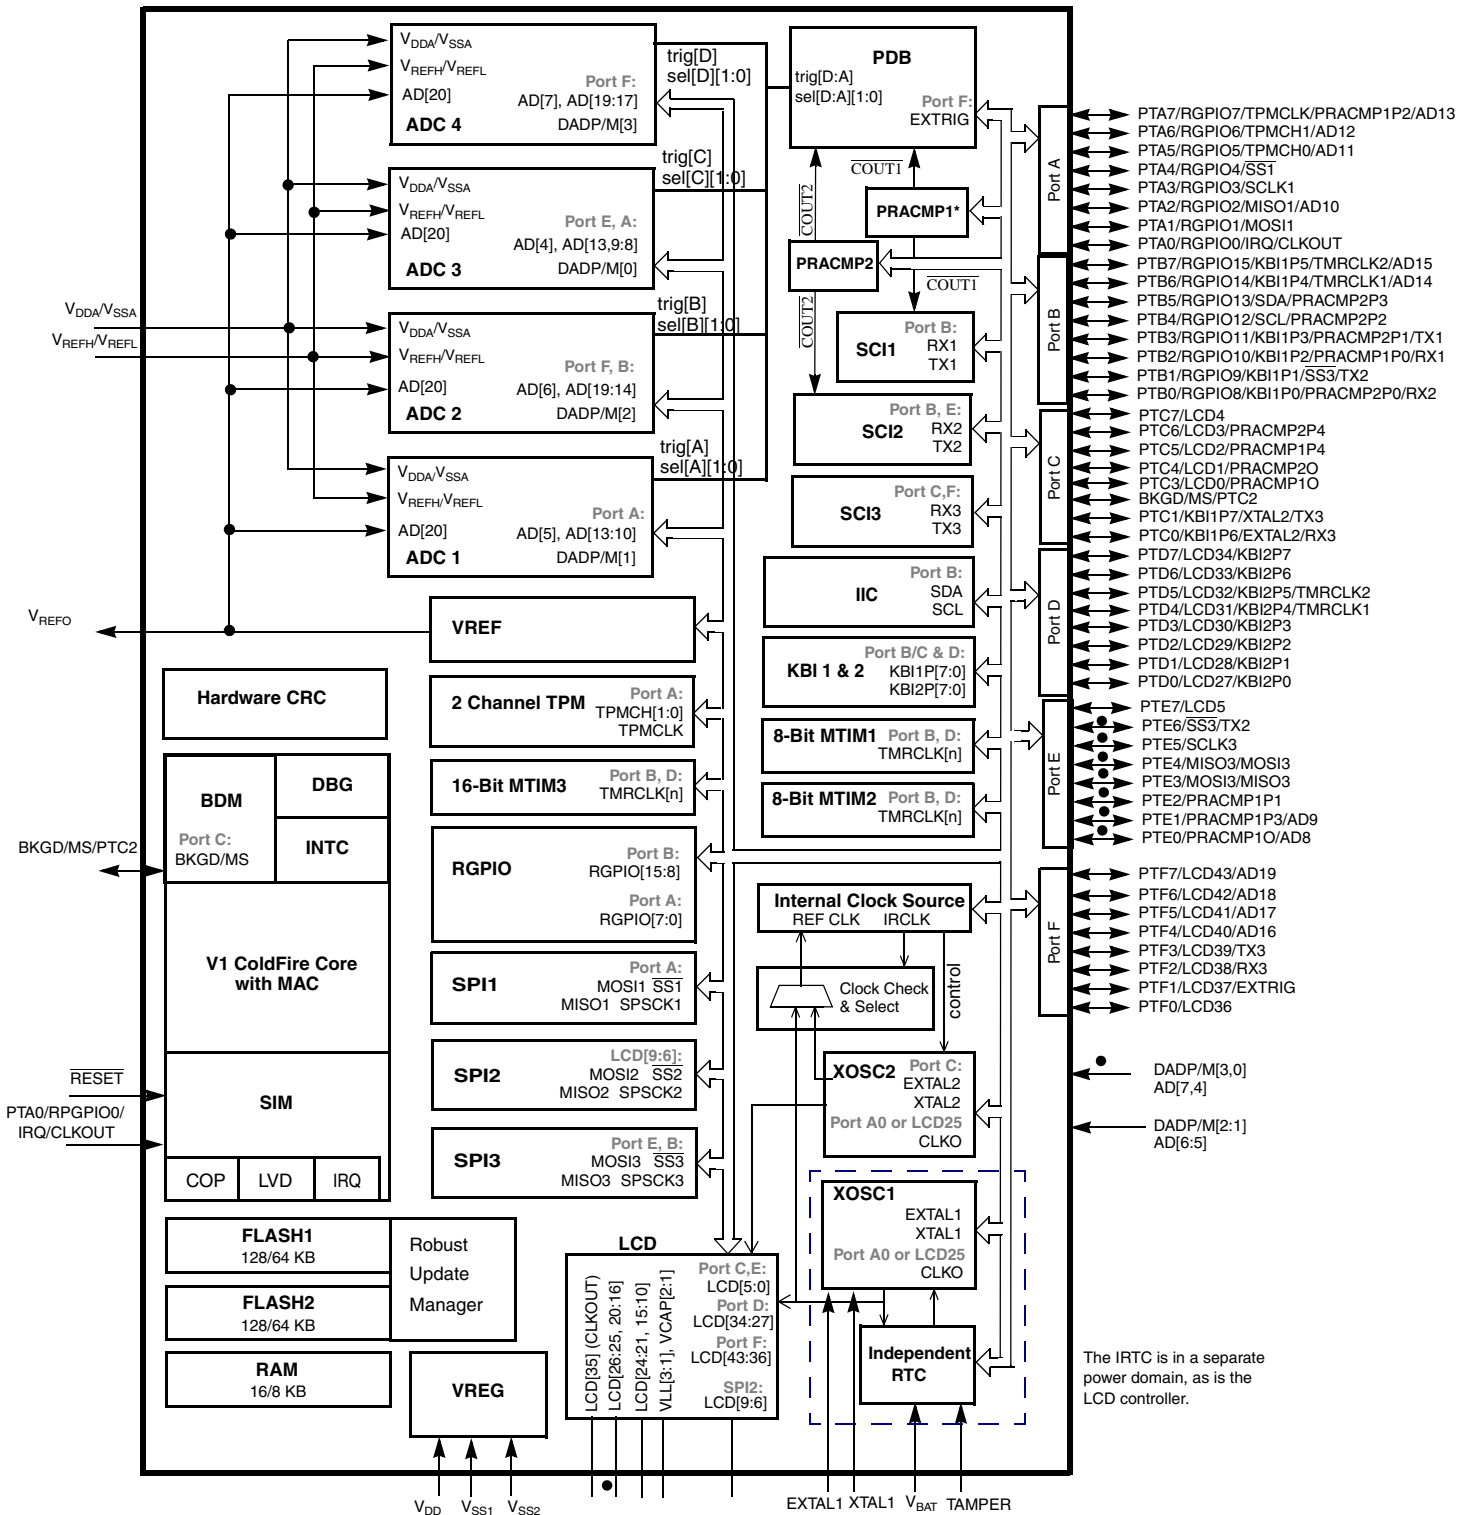 VDDA/VSSA
VREFH/VREFL
AD[20]
Port F:
AD[7], AD[19:17]
DADP/M[3]
ADC 4
trig[D]
sel[D][1:0]
VDDA/VSSA
VREFH/VREFL
AD[20]
Port E, A:
AD[4], AD[13,9:8]
DADP/M[0]
ADC 3
trig[C]
sel[C][1:0]
VDDA/VSSA
VREFH/VREFL
VDDA/VSSA
VREFH/VREFL
AD[20]
Port F, B:
AD[6], AD[19:14]
DADP/M[2]
ADC 2
trig[B]
sel[B][1:0]
VDDA/VSSA
VREFH/VREFL
AD[20]
Port A:
AD[5], AD[13:10]
DADP/M[1]
ADC 1
trig[A]
sel[A][1:0]
PDB
trig[D:A]
sel[D:A][1:0]
Port F:
EXTRIG
COUT1
COUT2
PRACMP1*
PRACMP2
COUT1
COUT2
Port B:
SCI1
RX1
TX1
Port B, E:
SCI2
RX2
TX2
Port C,F:
SCI3
RX3
TX3
Port B:
IIC
SDA
SCL
Port B/C & D:
KBI 1 & 2
KBI1P[7:0]
KBI2P[7:0]
8-Bit MTIM1
Port B, D:
TMRCLK[n]
8-Bit MTIM2
Port B, D:
TMRCLK[n]
VREFO
VREF
Hardware CRC
2 Channel TPM
Port A:
TPMCH[1:0]
TPMCLK
16-Bit MTIM3
Port B, D:
TMRCLK[n]
RGPIO
Port B:
RGPIO[15:8]
Port A:
RGPIO[7:0]
SPI1
Port A:
MOSI1 SS1
MISO1 SPSCK1
SPI2
LCD[9:6]:
MOSI2 SS2
MISO2 SPSCK2
SPI3
Port E, B:
MOSI3 SS3
MISO3 SPSCK3
BDM
Port C:
BKGD/MS
DBG
INTC
BKGD/MS/PTC2
V1 ColdFire Core
with MAC
RESET
PTA0/RPGPIO0/
IRQ/CLKOUT
SIM
COP
LVD
IRQ
FLASH1
128/64 KB
FLASH2
128/64 KB
Robust
Update
Manager
RAM
16/8 KB
VREG
VDD
VSS1
VSS2
LCD
LCD[35] (CLKOUT)
LCD[26:25, 20:16]
LCD[24:21, 15:10]
VLL[3:1], VCAP[2:1]
Port C,E:
LCD[5:0]
Port D:
LCD[34:27]
Port F:
LCD[43:36]
SPI2:
LCD[9:6]
Internal Clock Source
REF CLK
IRCLK
Clock Check
& Select
control
XOSC2
Port C:
EXTAL2
XTAL2
Port A0 or LCD25
CLKO
XOSC1
EXTAL1
XTAL1
Port A0 or LCD25
CLKO
Independent
RTC
EXTAL1
XTAL1
VBAT
TAMPER
Port A
PTA7/RGPIO7/TPMCLK/PRACMP1P2/AD13
PTA6/RGPIO6/TPMCH1/AD12
PTA5/RGPIO5/TPMCH0/AD11
PTA4/RGPIO4/SS1
PTA3/RGPIO3/SCLK1
PTA2/RGPIO2/MISO1/AD10
PTA1/RGPIO1/MOSI1
PTA0/RGPIO0/IRQ/CLKOUT
Port B
PTB7/RGPIO15/KBI1P5/TMRCLK2/AD15
PTB6/RGPIO14/KBI1P4/TMRCLK1/AD14
PTB5/RGPIO13/SDA/PRACMP2P3
PTB4/RGPIO12/SCL/PRACMP2P2
PTB3/RGPIO11/KBI1P3/PRACMP2P1/TX1
PTB2/RGPIO10/KBI1P2/PRACMP1P0/RX1
PTB1/RGPIO9/KBI1P1/SS3/TX2
PTB0/RGPIO8/KBI1P0/PRACMP2P0/RX2
Port C
PTC7/LCD4
PTC6/LCD3/PRACMP2P4
PTC5/LCD2/PRACMP1P4
PTC4/LCD1/PRACMP2O
PTC3/LCD0/PRACMP1O
BKGD/MS/PTC2
PTC1/KBI1P7/XTAL2/TX3
PTC0/KBI1P6/EXTAL2/RX3
Port D
PTD7/LCD34/KBI2P7
PTD6/LCD33/KBI2P6
PTD5/LCD32/KBI2P5/TMRCLK2
PTD4/LCD31/KBI2P4/TMRCLK1
PTD3/LCD30/KBI2P3
PTD2/LCD29/KBI2P2
PTD1/LCD28/KBI2P1
PTD0/LCD27/KBI2P0
Port E
PTE7/LCD5
PTE6/SS3/TX2
PTE5/SCLK3
PTE4/MISO3/MOSI3
PTE3/MOSI3/MISO3
PTE2/PRACMP1P1
PTE1/PRACMP1P3/AD9
PTE0/PRACMP1O/AD8
Port F
PTF7/LCD43/AD19
PTF6/LCD42/AD18
PTF5/LCD41/AD17
PTF4/LCD40/AD16
PTF3/LCD39/TX3
PTF2/LCD38/RX3
PTF1/LCD37/EXTRIG
PTF0/LCD36
DADP/M[3,0]
AD[7,4]
DADP/M[2:1]
AD[6:5]
The IRTC is in a separate
power domain, as is the
LCD controller.